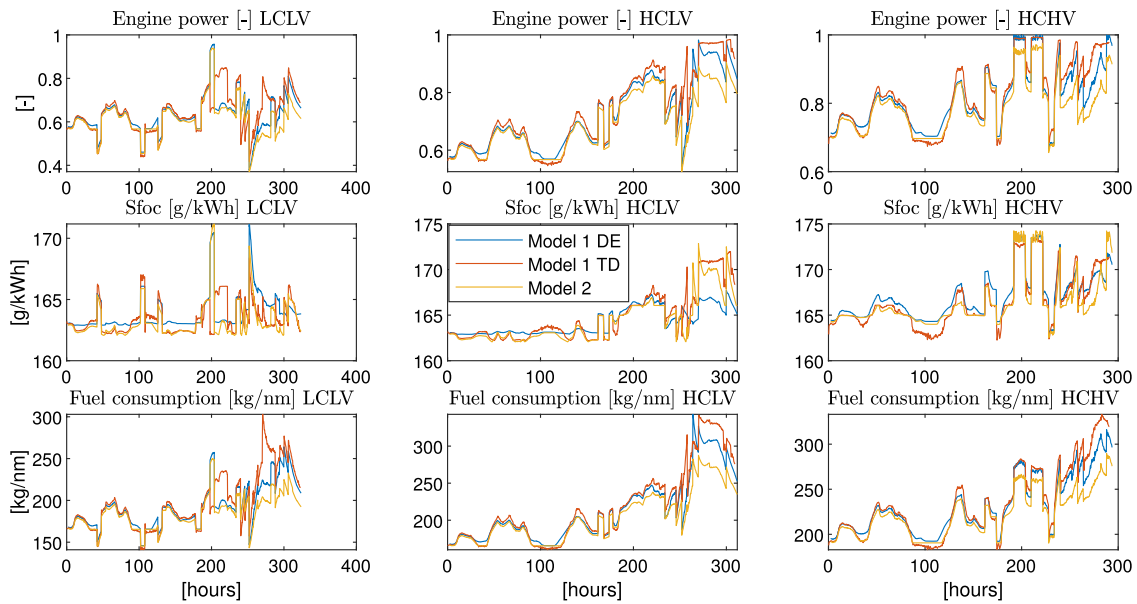 Engine power [-] LCLV
Engine power [-] HCLV
Engine power [-] HCHV
1
0.8
0.6
0.4
[-]
0 100 200 300 400
1
0.8
0.6
0 100 200 300
1
0.8
0.6
0 100 200 300
Sfoc [g/kWh] LCLV
Sfoc [g/kWh] HCLV
Sfoc [g/kWh] HCHV
170
165
160
[g/kWh]
0 100 200 300 400
175
170
165
160
0 100 200 300
Model 1 DE
Model 1 TD
Model 2
175
170
165
160
0 100 200 300
Fuel consumption [kg/nm] LCLV
Fuel consumption [kg/nm] HCLV
Fuel consumption [kg/nm] HCHV
300
250
200
150
[kg/nm]
0 100 200 300 400
[hours]
300
200
0 100 200 300
[hours]
300
250
200
0 100 200 300
[hours]